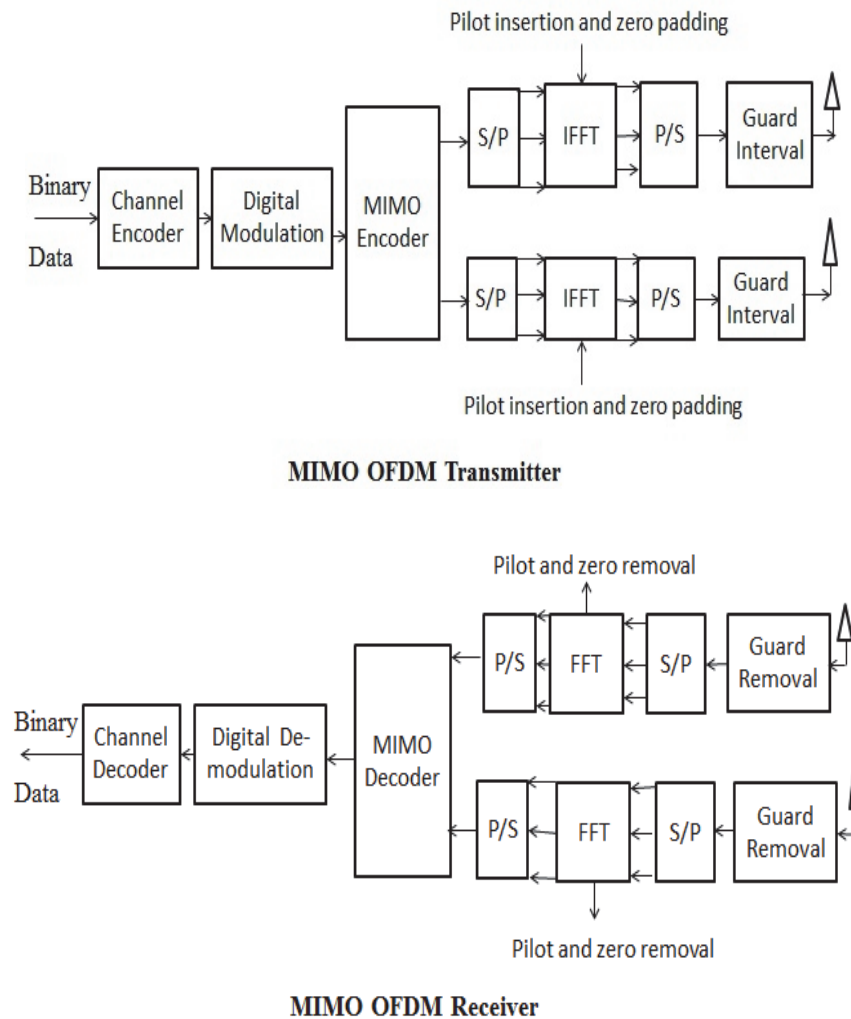 Pilot insertion and zero padding
S/P
IFFT
P/S
Guard
Interval
Binary
Data
Channel
Encoder
Digital
Modulation
MIMO
Encoder
S/P
IFFT
P/S
Guard
Interval
Pilot insertion and zero padding
MIMO OFDM Transmitter
Pilot and zero removal
P/S
FFT
S/P
Guard
Removal
Binary
Data
Channel
Decoder
Digital De-
modulation
MIMO
Decoder
P/S
FFT
S/P
Guard
Removal
Pilot and zero removal
MIMO OFDM Receiver